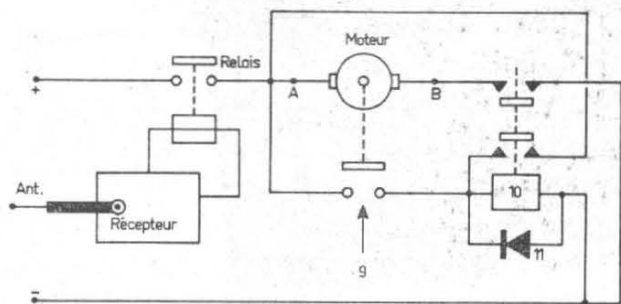 Moteur
Relais
+
A
B
Ant.
Récepteur
10
11
9
-